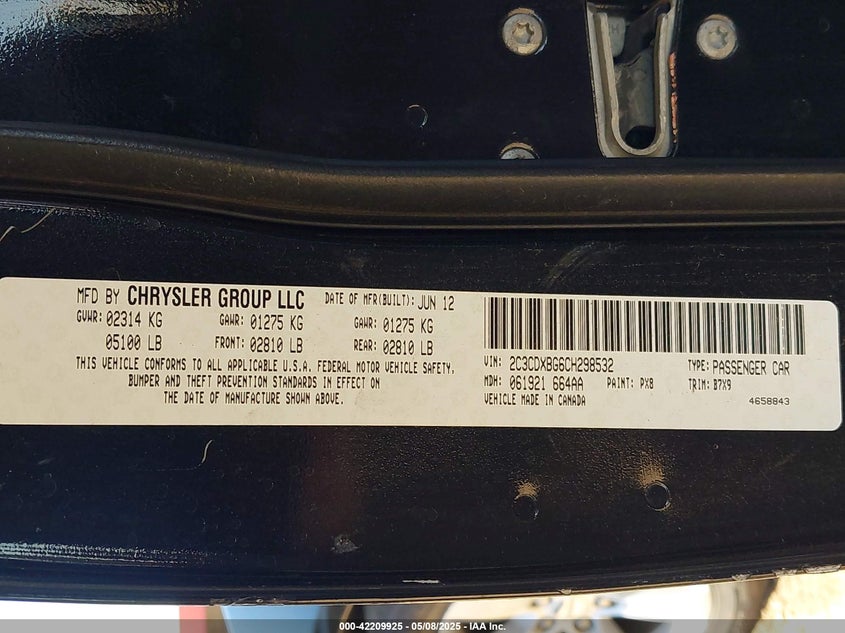 MFD BY CHRYSLER GROUP LLC DATE OF MFR(BUILT): JUN 12
GVWR: 02314 KG GAWR: 01275 KG GAWR: 01275 KG
05100 LB FRONT: 02810 LB REAR: 02810 LB
THIS VEHICLE CONFORMS TO ALL APPLICABLE U.S.A. FEDERAL MOTOR VEHICLE SAFETY,
BUMPER AND THEFT PREVENTION STANDARDS IN EFFECT ON
THE DATE OF MANUFACTURE SHOWN ABOVE.
VIN: 2C3CDXBG6CH298532 TYPE: PASSENGER CAR
MDH: 061921 664AA PAINT: PX8 TRIM: B7X9
VEHICLE MADE IN CANADA 4658843
000-42209925 - 05/08/2025 - IAA Inc.